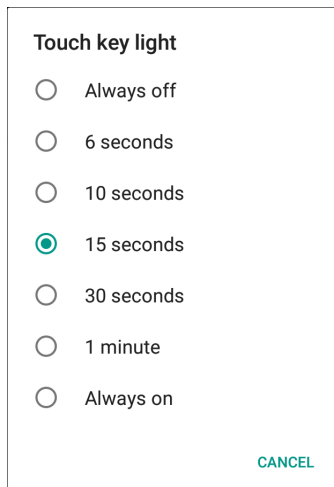 Touch key light
Always off
6 seconds
10 seconds
15 seconds
30 seconds
1 minute
Always on
CANCEL